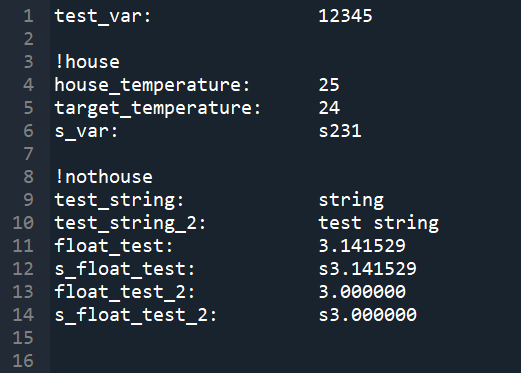 1 test_var: 12345
2
3 !house
4 house_temperature: 25
5 target_temperature: 24
6 s_var: s231
7
8 !nothouse
9 test_string: string
10 test_string_2: test string
11 float_test: 3.141529
12 s_float_test: s3.141529
13 float_test_2: 3.000000
14 s_float_test_2: s3.000000
15
16